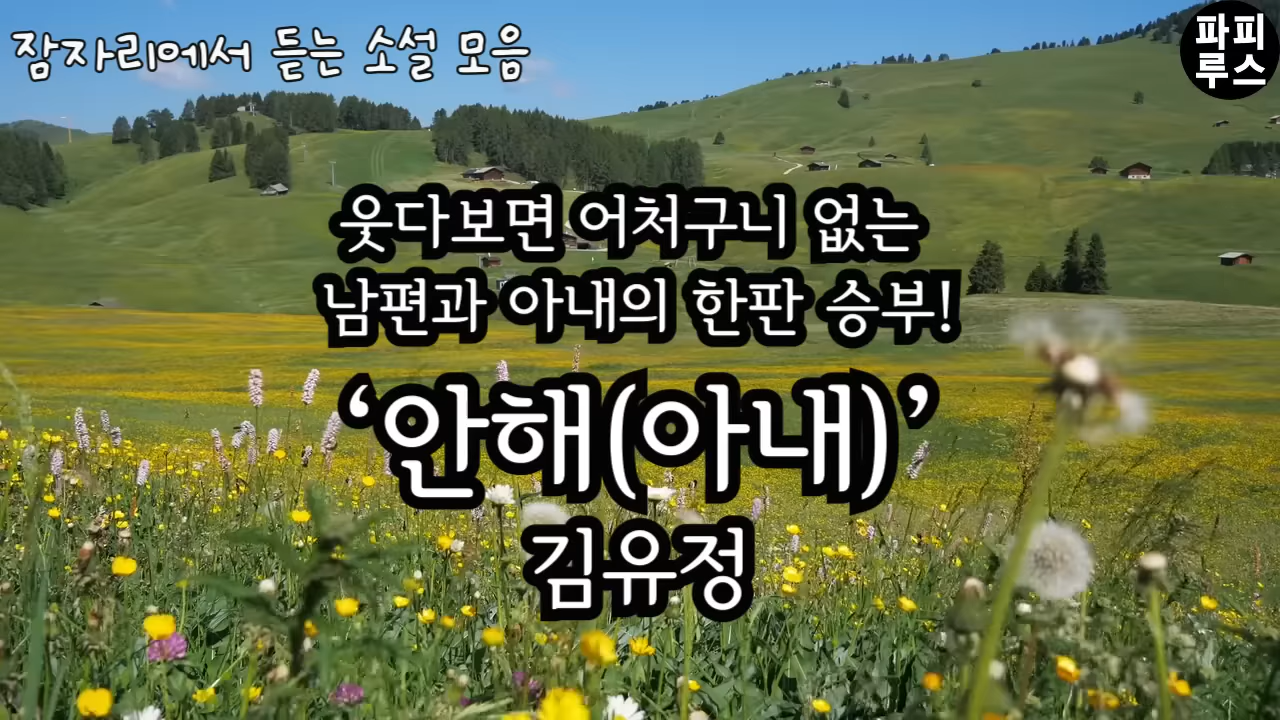 잠자리에서 듣는 소설 모음
파피
루스
웃다보면 어처구니 없는
남편과 아내의 한판 승부!
‘안해(아내)’
김유정